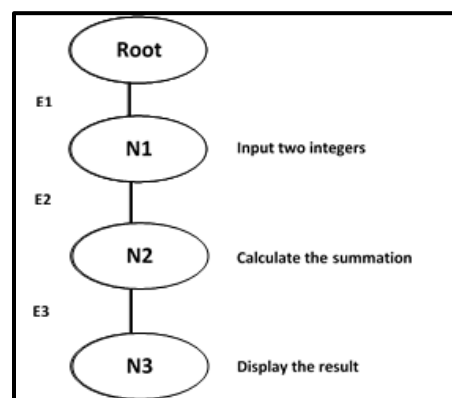 Root
E1
N1 Input two integers
E2
N2 Calculate the summation
E3
N3 Display the result